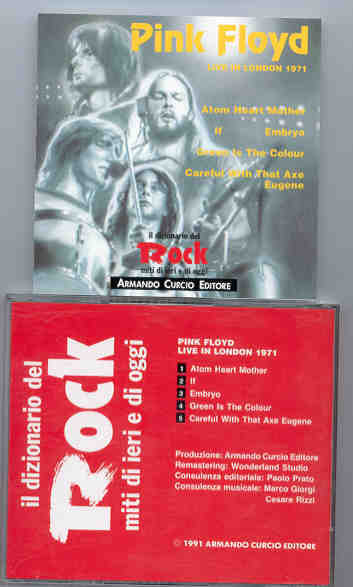 Pink Floyd
LIVE IN LONDON 1971
Atom Heart Mother
If Embryo
Green Is The Colour
Careful With That Axe
Eugene
il dizionario del
Rock
miti di ieri e di oggi
ARMANDO CURCIO EDITORE
il dizionario del
Rock
miti di ieri e di oggi
PINK FLOYD
LIVE IN LONDON 1971
1 Atom Heart Mother
2 If
3 Embryo
4 Green Is The Colour
5 Careful With That Axe Eugene
Produzione: Armando Curcio Editore
Remastering: Wonderland Studio
Consulenza editoriale: Paolo Prato
Consulenza musicale: Marco Giorgi
Cesare Rizzi
© 1991 ARMANDO CURCIO EDITORE